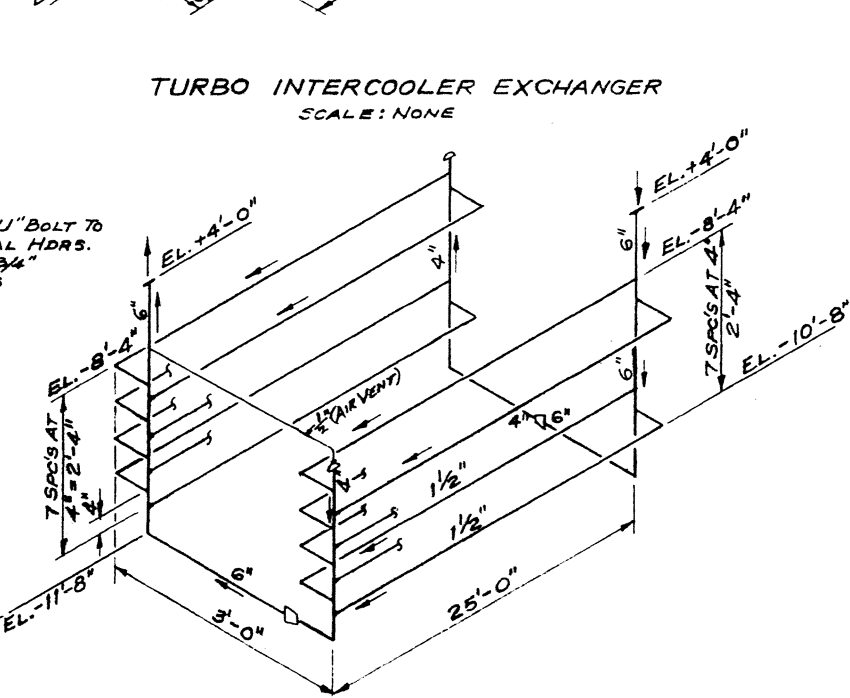 TURBO INTERCOOLER EXCHANGER
SCALE: NONE
EL.+4'-0"
U" BOLT TO
AL HDRS.
3/4"
EL.+4'-0"
6"
EL.-8'-4"
4"
6"
7 SPC'S AT 4"
2'-4"
EL.-8'-4"
6"
EL.-10'-8"
1/2" (AIR VENT)
4" 6"
7 SPC'S AT
4" = 2'-4"
4"
4"
1 1/2"
1 1/2"
EL.-11'-8"
6"
3'-0"
25'-0"